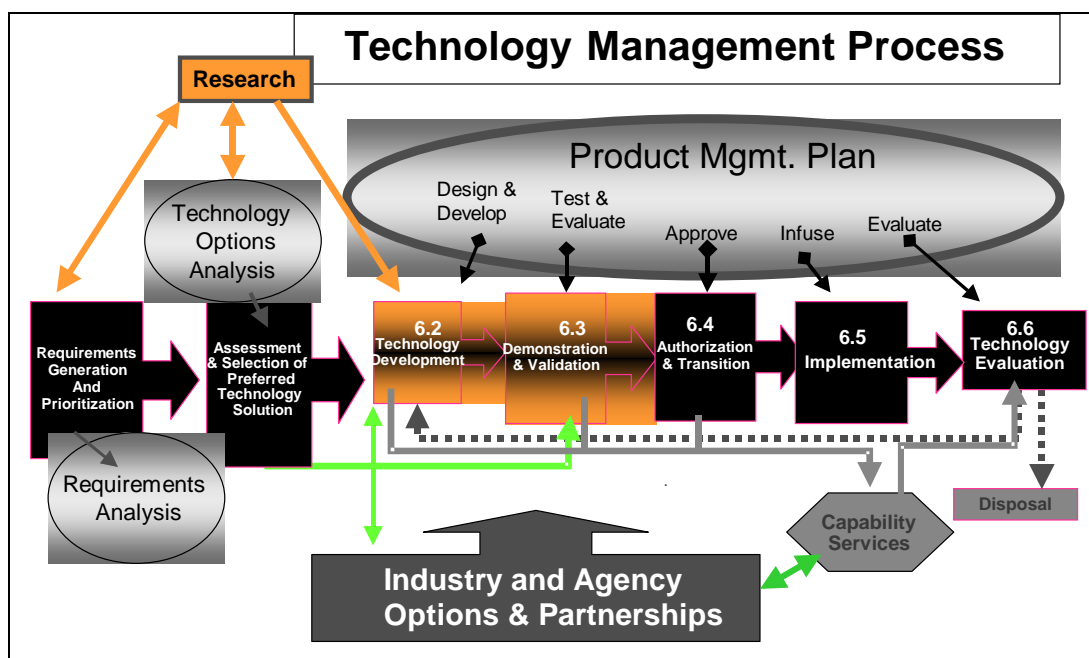 Technology Management Process
Research
Product Mgmt. Plan
Design &
Develop
Test &
Evaluate
Approve
Infuse
Evaluate
Technology
Options
Analysis
Requirements
Generation
And
Prioritization
Assessment
& Selection of
Preferred
Technology
Solution
6.2
Technology
Development
6.3
Demonstration
& Validation
6.4
Authorization
& Transition
6.5
Implementation
6.6
Technology
Evaluation
Requirements
Analysis
Capability
Services
Disposal
Industry and Agency
Options & Partnerships